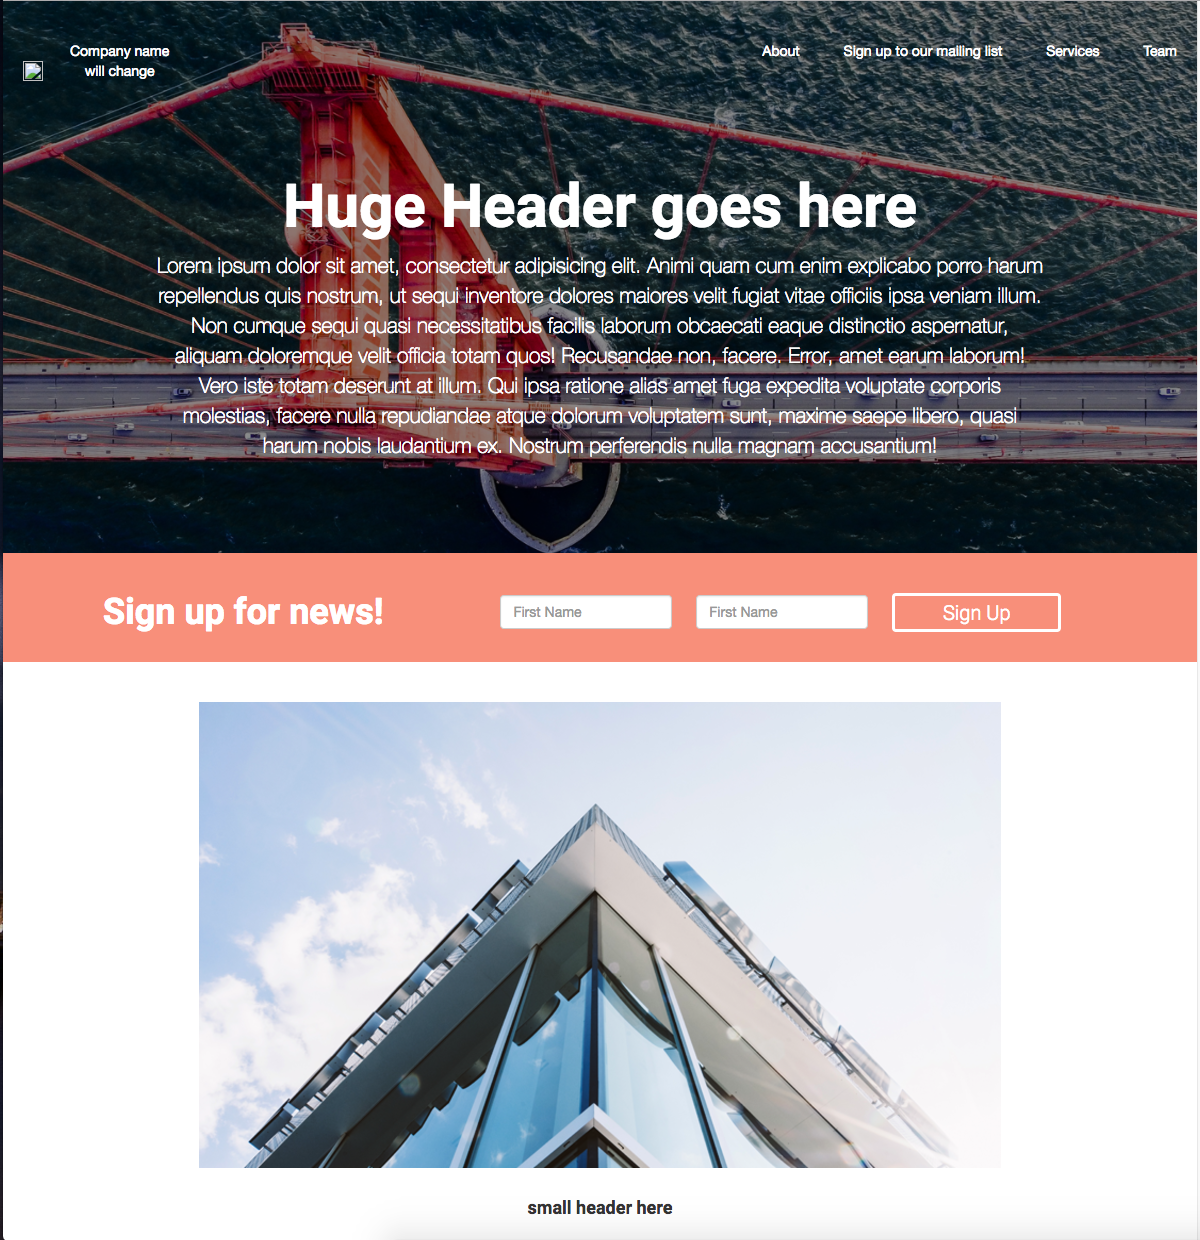 Company name
will change
About
Sign up to our mailing list
Services
Team
Huge Header goes here
Lorem ipsum dolor sit amet, consectetur adipisicing elit. Animi quam cum enim explicabo porro harum
repellendus quis nostrum, ut sequi inventore dolores maiores velit fugiat vitae officiis ipsa veniam illum.
Non cumque sequi quasi necessitatibus facilis laborum obcaecati eaque distinctio aspernatur,
aliquam doloremque velit officia totam quos! Recusandae non, facere. Error, amet earum laborum!
Vero iste totam deserunt at illum. Qui ipsa ratione alias amet fuga expedita voluptate corporis
molestias, facere nulla repudiandae atque dolorum voluptatem sunt, maxime saepe libero, quasi
harum nobis laudantium ex. Nostrum perferendis nulla magnam accusantium!
Sign up for news!
First Name
First Name
Sign Up
small header here